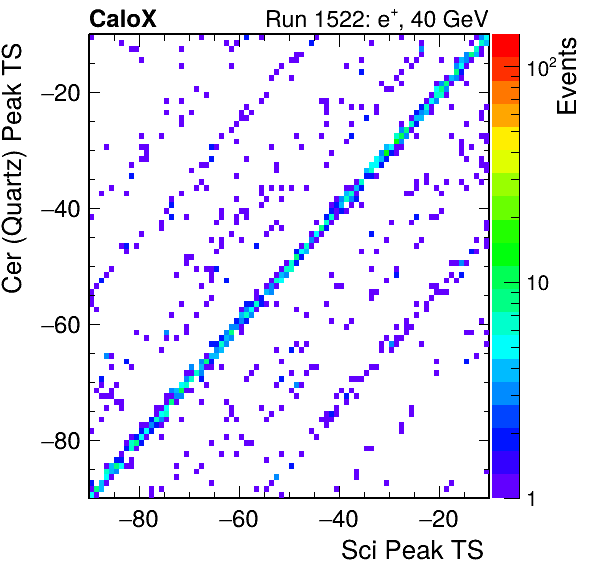 CaloX Run 1522: e⁺, 40 GeV
Cer (Quartz) Peak TS
−20
−40
−60
−80
−80 −60 −40 −20
Sci Peak TS
Events
10²
10
1